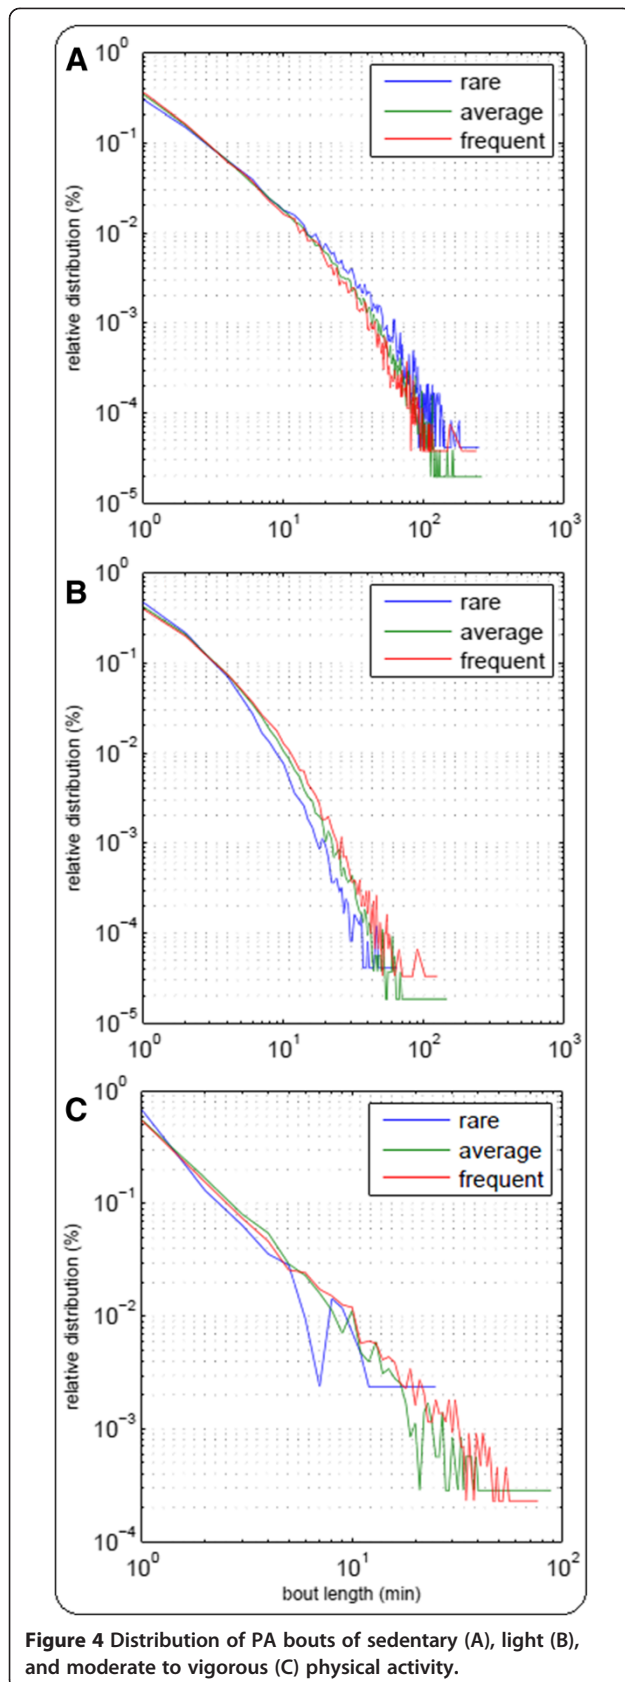 A
10^0
10^-1
10^-2
10^-3
10^-4
10^-5
relative distribution (%)
rare
average
frequent
10^0 10^1 10^2 10^3
B
10^0
10^-1
10^-2
10^-3
10^-4
10^-5
relative distribution (%)
rare
average
frequent
10^0 10^1 10^2 10^3
C
10^0
10^-1
10^-2
10^-3
10^-4
relative distribution (%)
rare
average
frequent
10^0 10^1 10^2
bout length (min)
Figure 4 Distribution of PA bouts of sedentary (A), light (B),
and moderate to vigorous (C) physical activity.